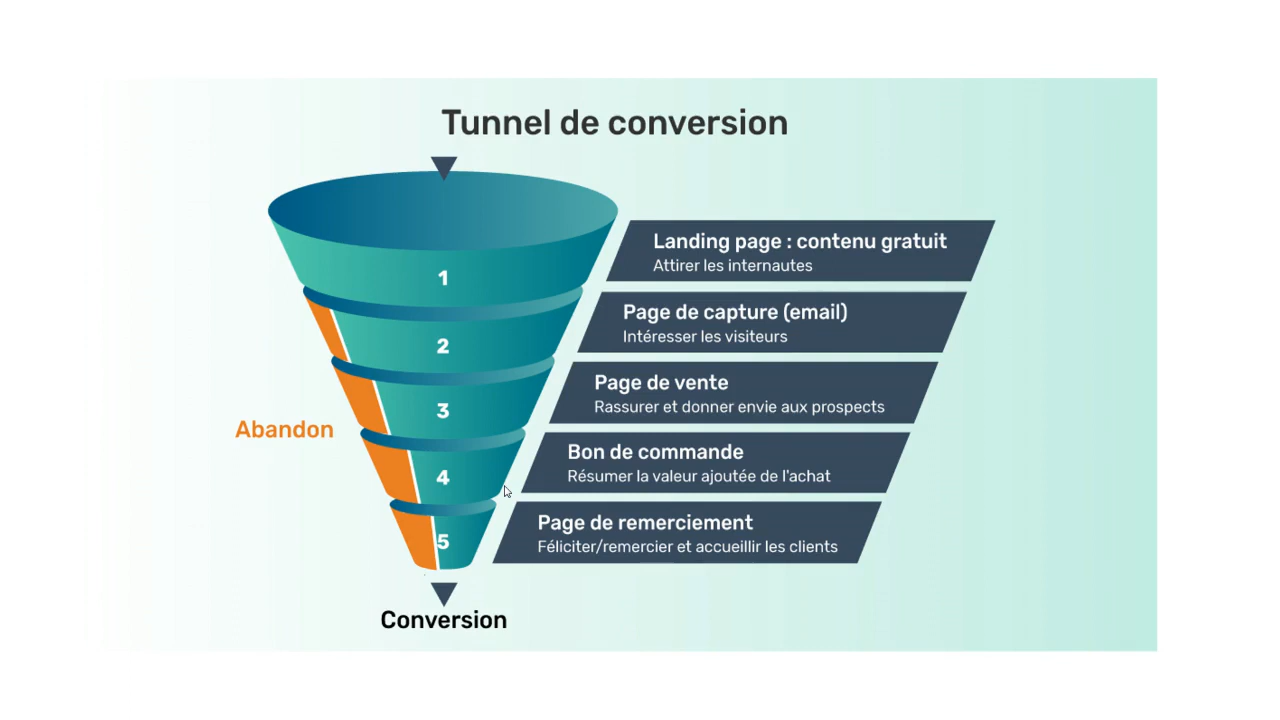 Tunnel de conversion
1
Landing page : contenu gratuit
Attirer les internautes
2
Page de capture (email)
Intéresser les visiteurs
3
Page de vente
Rassurer et donner envie aux prospects
Abandon
4
Bon de commande
Résumer la valeur ajoutée de l'achat
5
Page de remerciement
Féliciter/remercier et accueillir les clients
Conversion